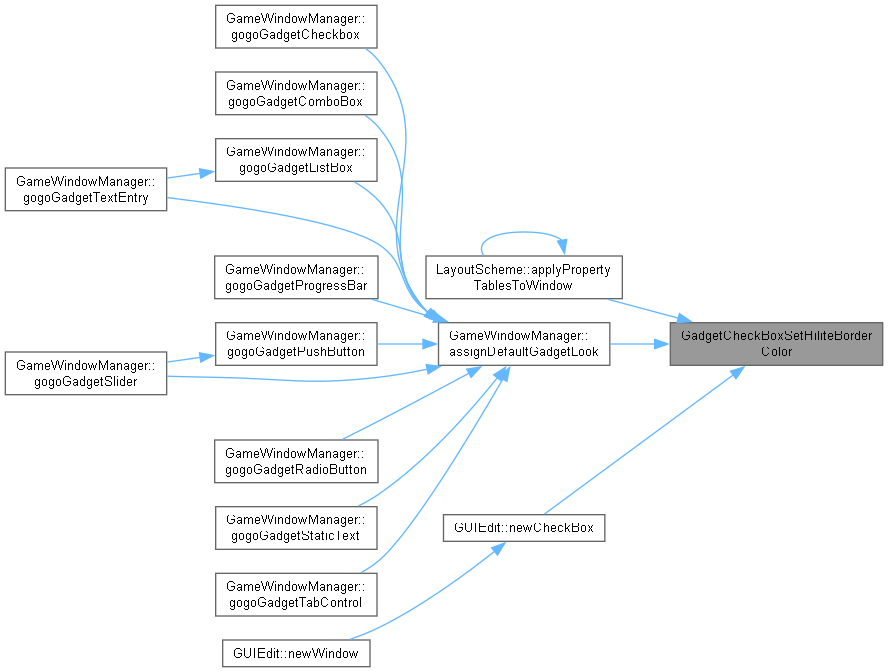 GameWindowManager::
gogoGadgetCheckbox
GameWindowManager::
gogoGadgetComboBox
GameWindowManager::
gogoGadgetListBox
GameWindowManager::
gogoGadgetTextEntry
GameWindowManager::
gogoGadgetProgressBar
GameWindowManager::
gogoGadgetPushButton
GameWindowManager::
gogoGadgetSlider
GameWindowManager::
gogoGadgetRadioButton
GameWindowManager::
gogoGadgetStaticText
GameWindowManager::
gogoGadgetTabControl
GUIEdit::newWindow
LayoutScheme::applyProperty
TablesToWindow
GameWindowManager::
assignDefaultGadgetLook
GUIEdit::newCheckBox
GadgetCheckBoxSetHiliteBorder
Color